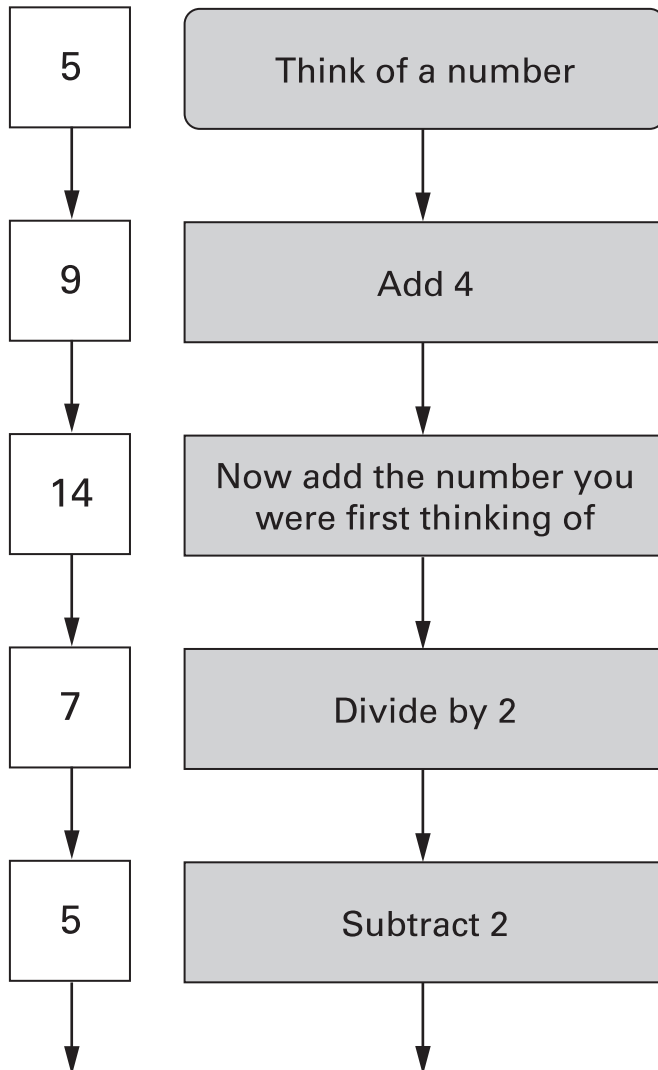 5
Think of a number
9
Add 4
14
Now add the number you
were first thinking of
7
Divide by 2
5
Subtract 2